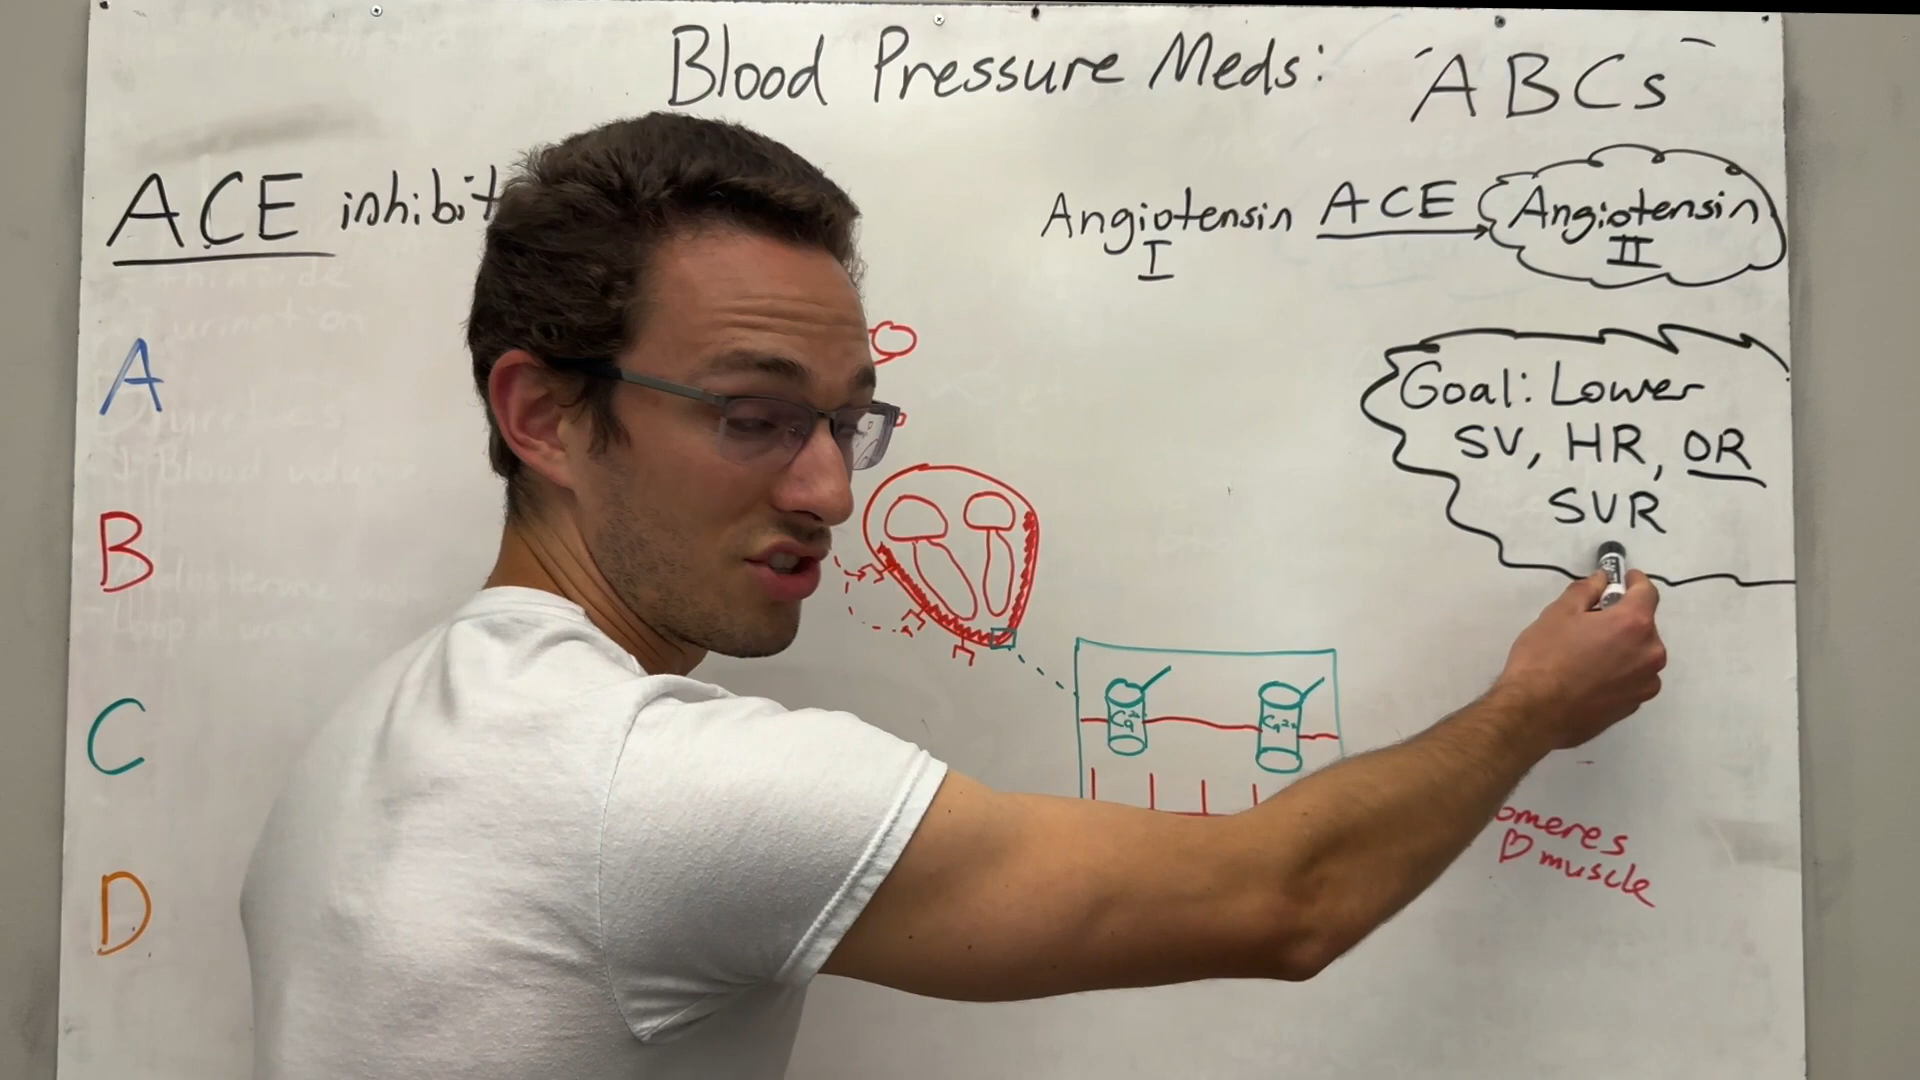 Blood Pressure Meds: "ABCs"
ACE inhibit
Angiotensin I ACE Angiotensin II
A
Goal: Lower
SV, HR, OR
SVR
B
C
Ca2+ Ca2+
omeres
♡ muscle
D